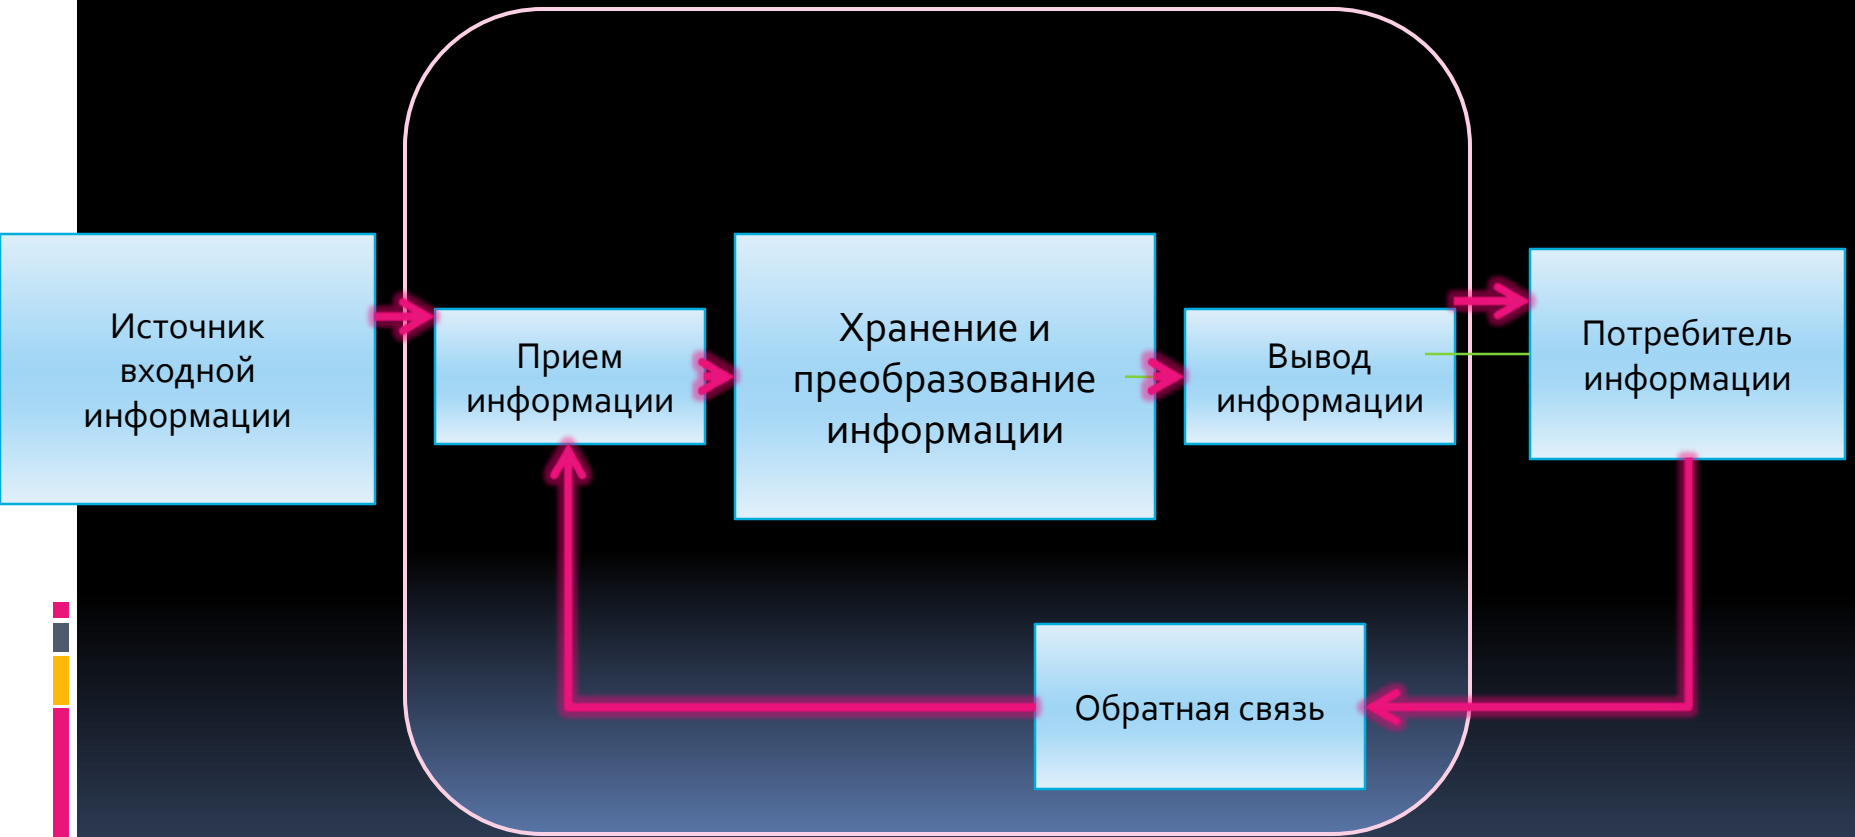 Источник
входной
информации
Прием
информации
Хранение и
преобразование
информации
Вывод
информации
Потребитель
информации
Обратная связь